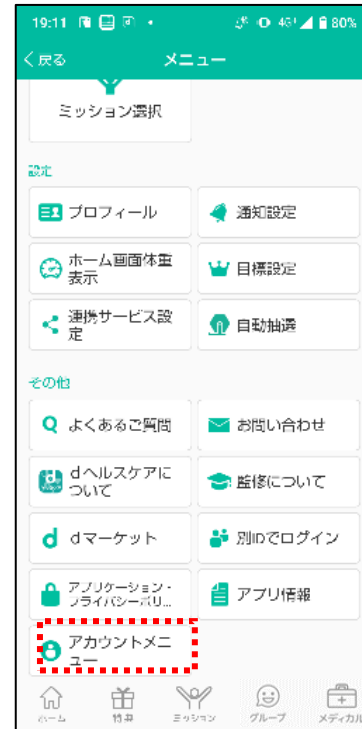 19:11 4G+ 80%
戻る メニュー
ミッション選択
設定
プロフィール 通知設定
ホーム画面体重
表示
目標設定
連携サービス設
定
自動抽選
その他
よくあるご質問 お問い合わせ
dヘルスケアに
ついて
監修について
d dマーケット 別IDでログイン
アプリケーション・
プライバシーポリ...
アプリ情報
アカウントメニ
ュー
ホーム 特典 ミッション グループ メディカル